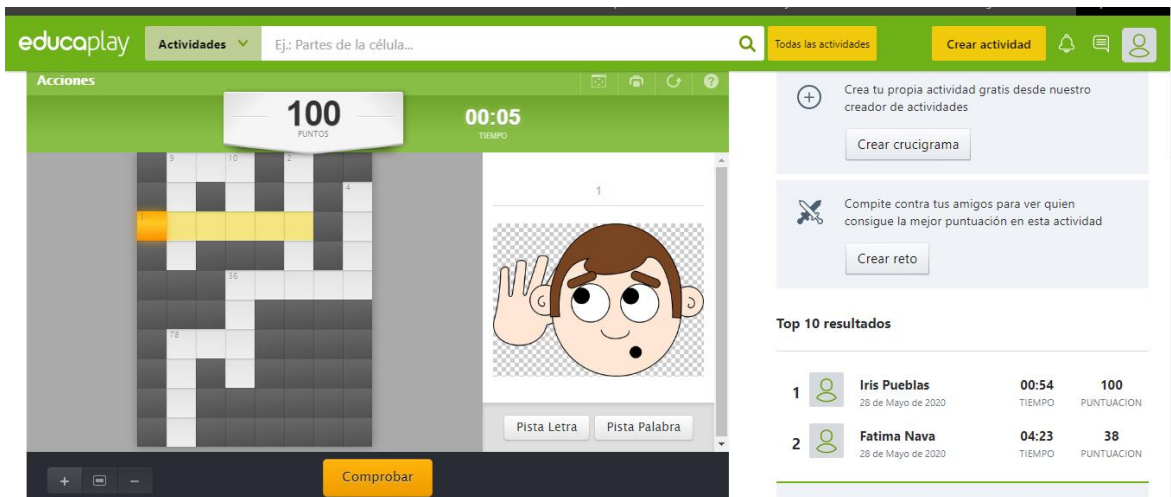 educaplay
Actividades
Ej.: Partes de la célula...
Todas las actividades
Crear actividad
Acciones
100
PUNTOS
00:05
TIEMPO
9 10 2
4
1
36
78
1
Pista Letra
Pista Palabra
Comprobar
Crea tu propia actividad gratis desde nuestro
creador de actividades
Crear crucigrama
Compite contra tus amigos para ver quien
consigue la mejor puntuación en esta actividad
Crear reto
Top 10 resultados
1 Iris Pueblas 00:54 100
28 de Mayo de 2020 TIEMPO PUNTUACION
2 Fatima Nava 04:23 38
28 de Mayo de 2020 TIEMPO PUNTUACION